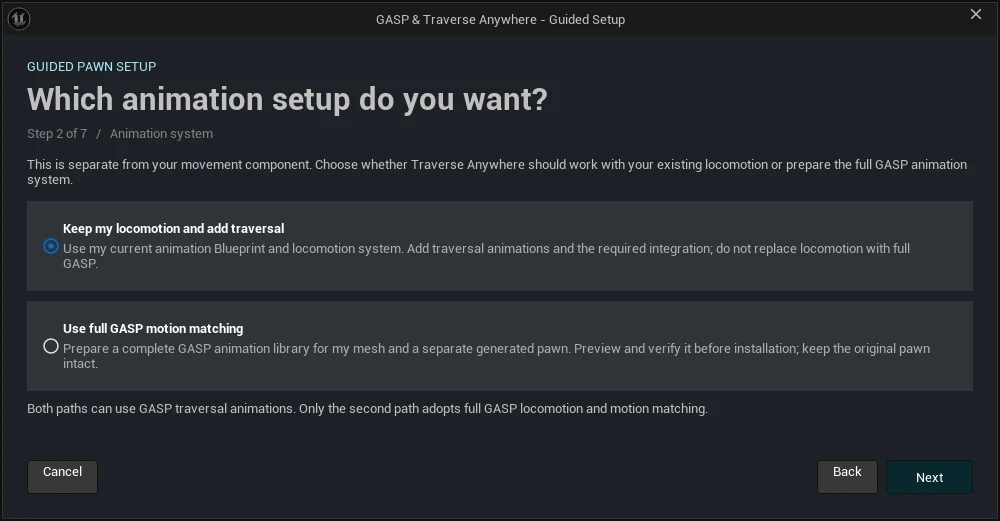 GASP & Traverse Anywhere - Guided Setup
GUIDED PAWN SETUP
Which animation setup do you want?
Step 2 of 7 / Animation system
This is separate from your movement component. Choose whether Traverse Anywhere should work with your existing locomotion or prepare the full GASP animation
system.
Keep my locomotion and add traversal
Use my current animation Blueprint and locomotion system. Add traversal animations and the required integration; do not replace locomotion with full
GASP.
Use full GASP motion matching
Prepare a complete GASP animation library for my mesh and a separate generated pawn. Preview and verify it before installation; keep the original pawn
intact.
Both paths can use GASP traversal animations. Only the second path adopts full GASP locomotion and motion matching.
Cancel
Back
Next